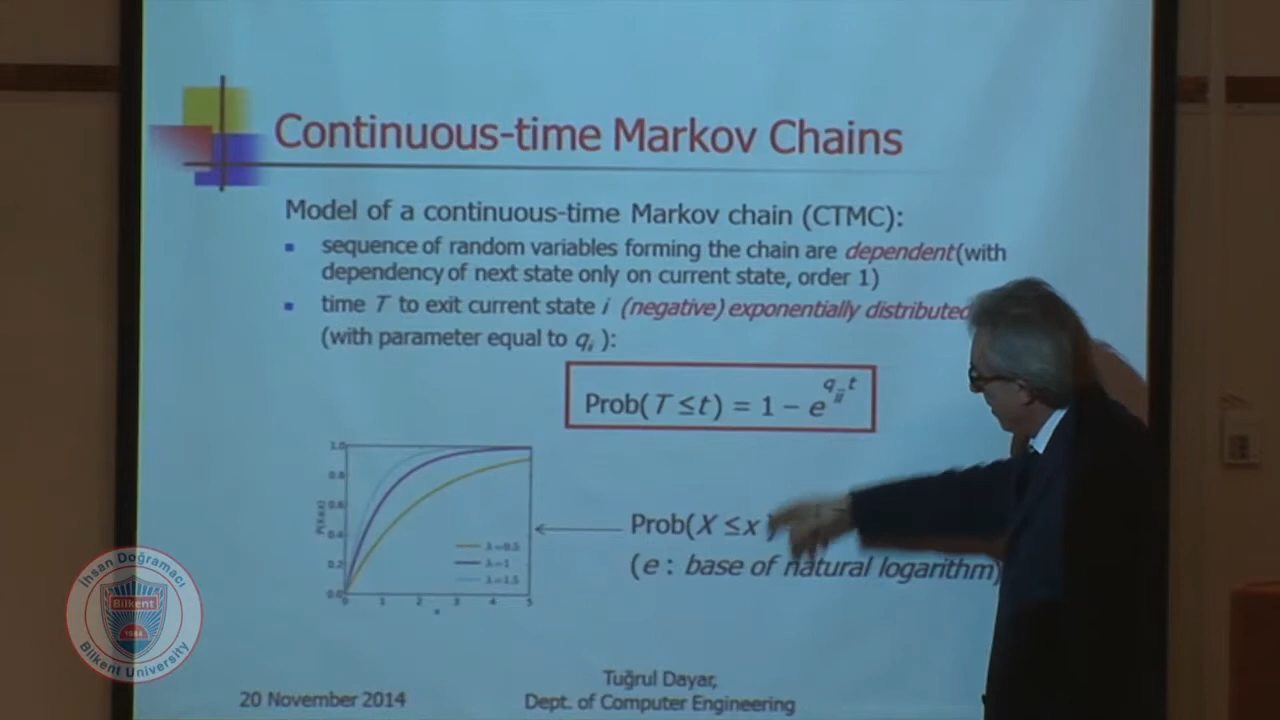 Continuous-time Markov Chains
Model of a continuous-time Markov chain (CTMC):
sequence of random variables forming the chain are dependent(with
dependency of next state only on current state, order 1)
time T to exit current state i (negative) exponentially distributed
(with parameter equal to qᵢ ):
Prob(T ≤t) = 1 − e^(q_ii t)
1.0
0.8
0.6
0.4
0.2
0.0
0 1 2 3 4 5
λ=0.5
λ=1
λ=1.5
Prob(X ≤x
(e : base of natural logarithm)
İhsan Doğramacı
Bilkent
1984
Bilkent University
20 November 2014
Tuğrul Dayar,
Dept. of Computer Engineering